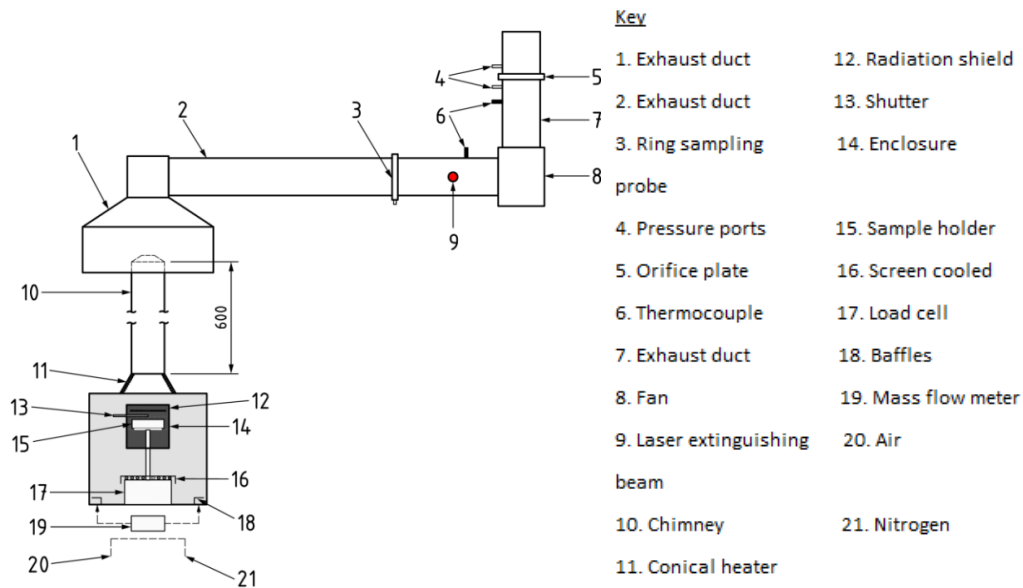 Key
1. Exhaust duct 12. Radiation shield
2. Exhaust duct 13. Shutter
3. Ring sampling 14. Enclosure
probe
4. Pressure ports 15. Sample holder
5. Orifice plate 16. Screen cooled
6. Thermocouple 17. Load cell
7. Exhaust duct 18. Baffles
8. Fan 19. Mass flow meter
9. Laser extinguishing 20. Air
beam
10. Chimney 21. Nitrogen
11. Conical heater
4
5
6
7
3
2
1
8
9
10
600
11
13
12
15
14
16
17
19
18
20
21